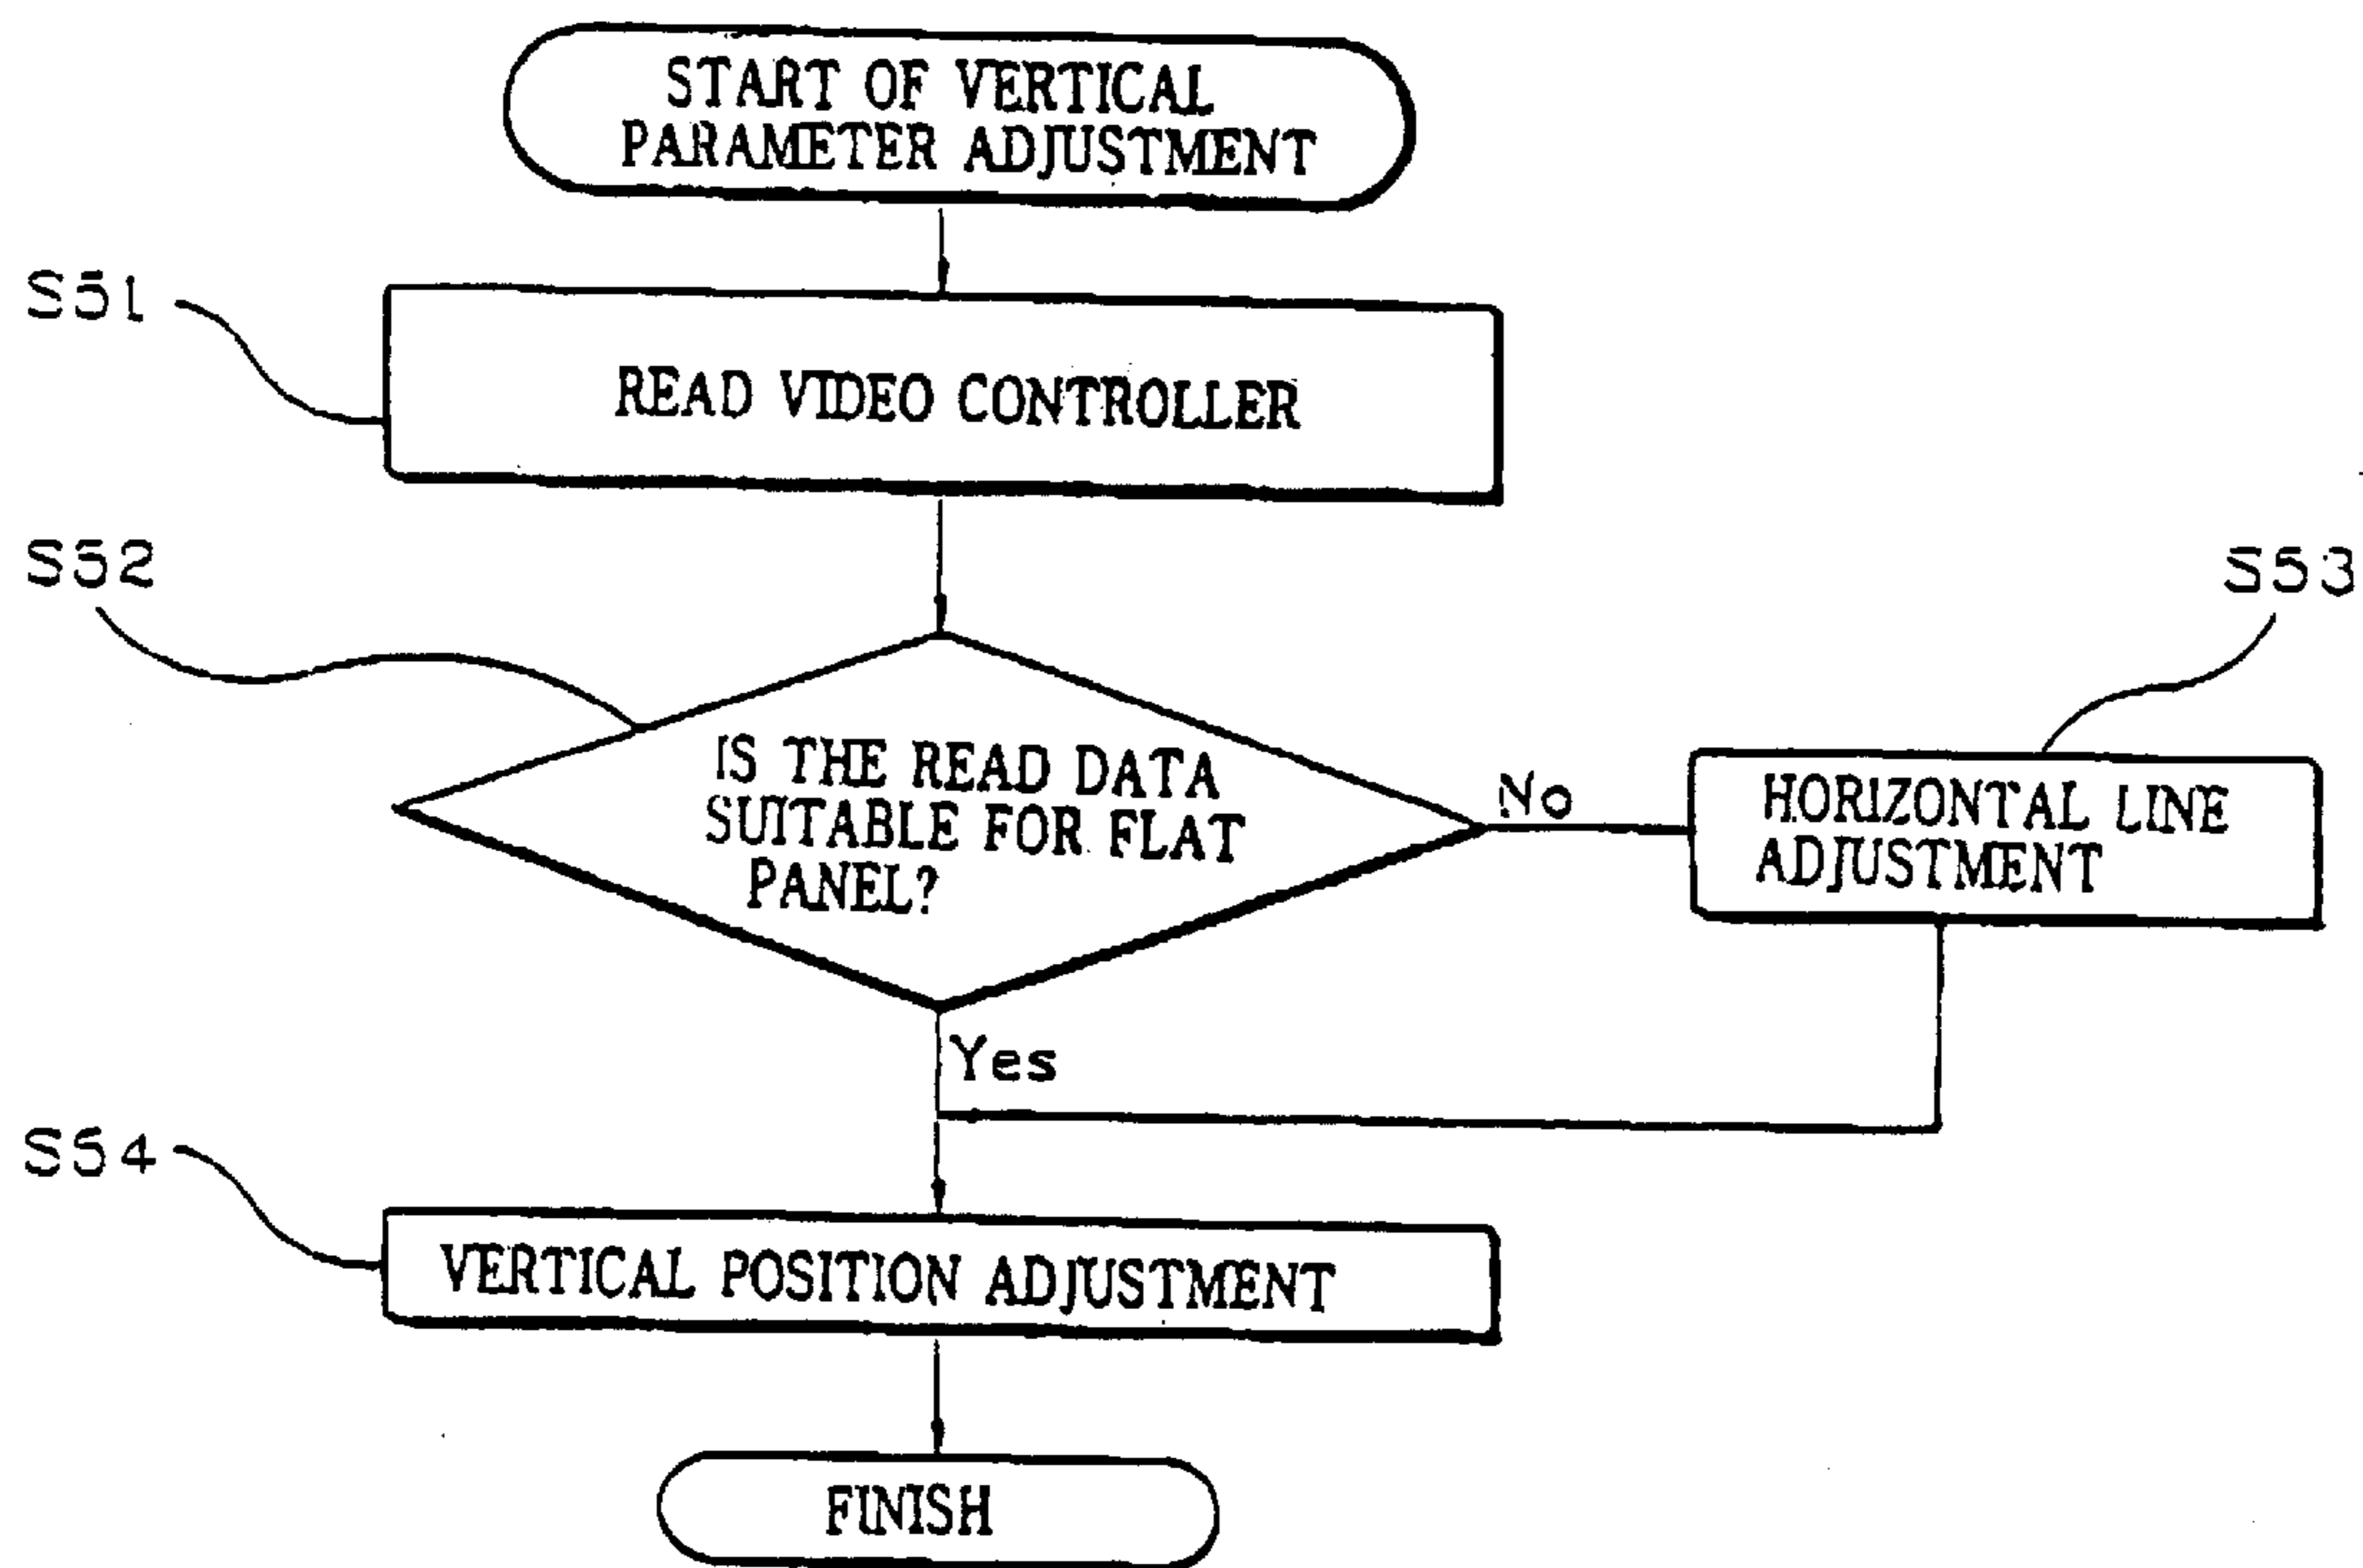 START OF VERTICAL
PARAMETER ADJUSTMENT
S51
READ VIDEO CONTROLLER
S52
S53
IS THE READ DATA
SUITABLE FOR FLAT
PANEL?
No
HORIZONTAL LINE
ADJUSTMENT
Yes
S54
VERTICAL POSITION ADJUSTMENT
FINISH